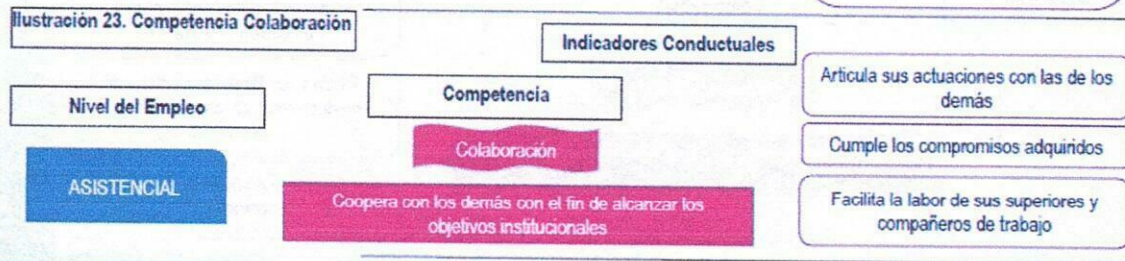 Ilustración 23. Competencia Colaboración
Indicadores Conductuales
Nivel del Empleo
Competencia
Articula sus actuaciones con las de los
demás
Colaboración
Cumple los compromisos adquiridos
ASISTENCIAL
Coopera con los demás con el fin de alcanzar los
objetivos institucionales
Facilita la labor de sus superiores y
compañeros de trabajo